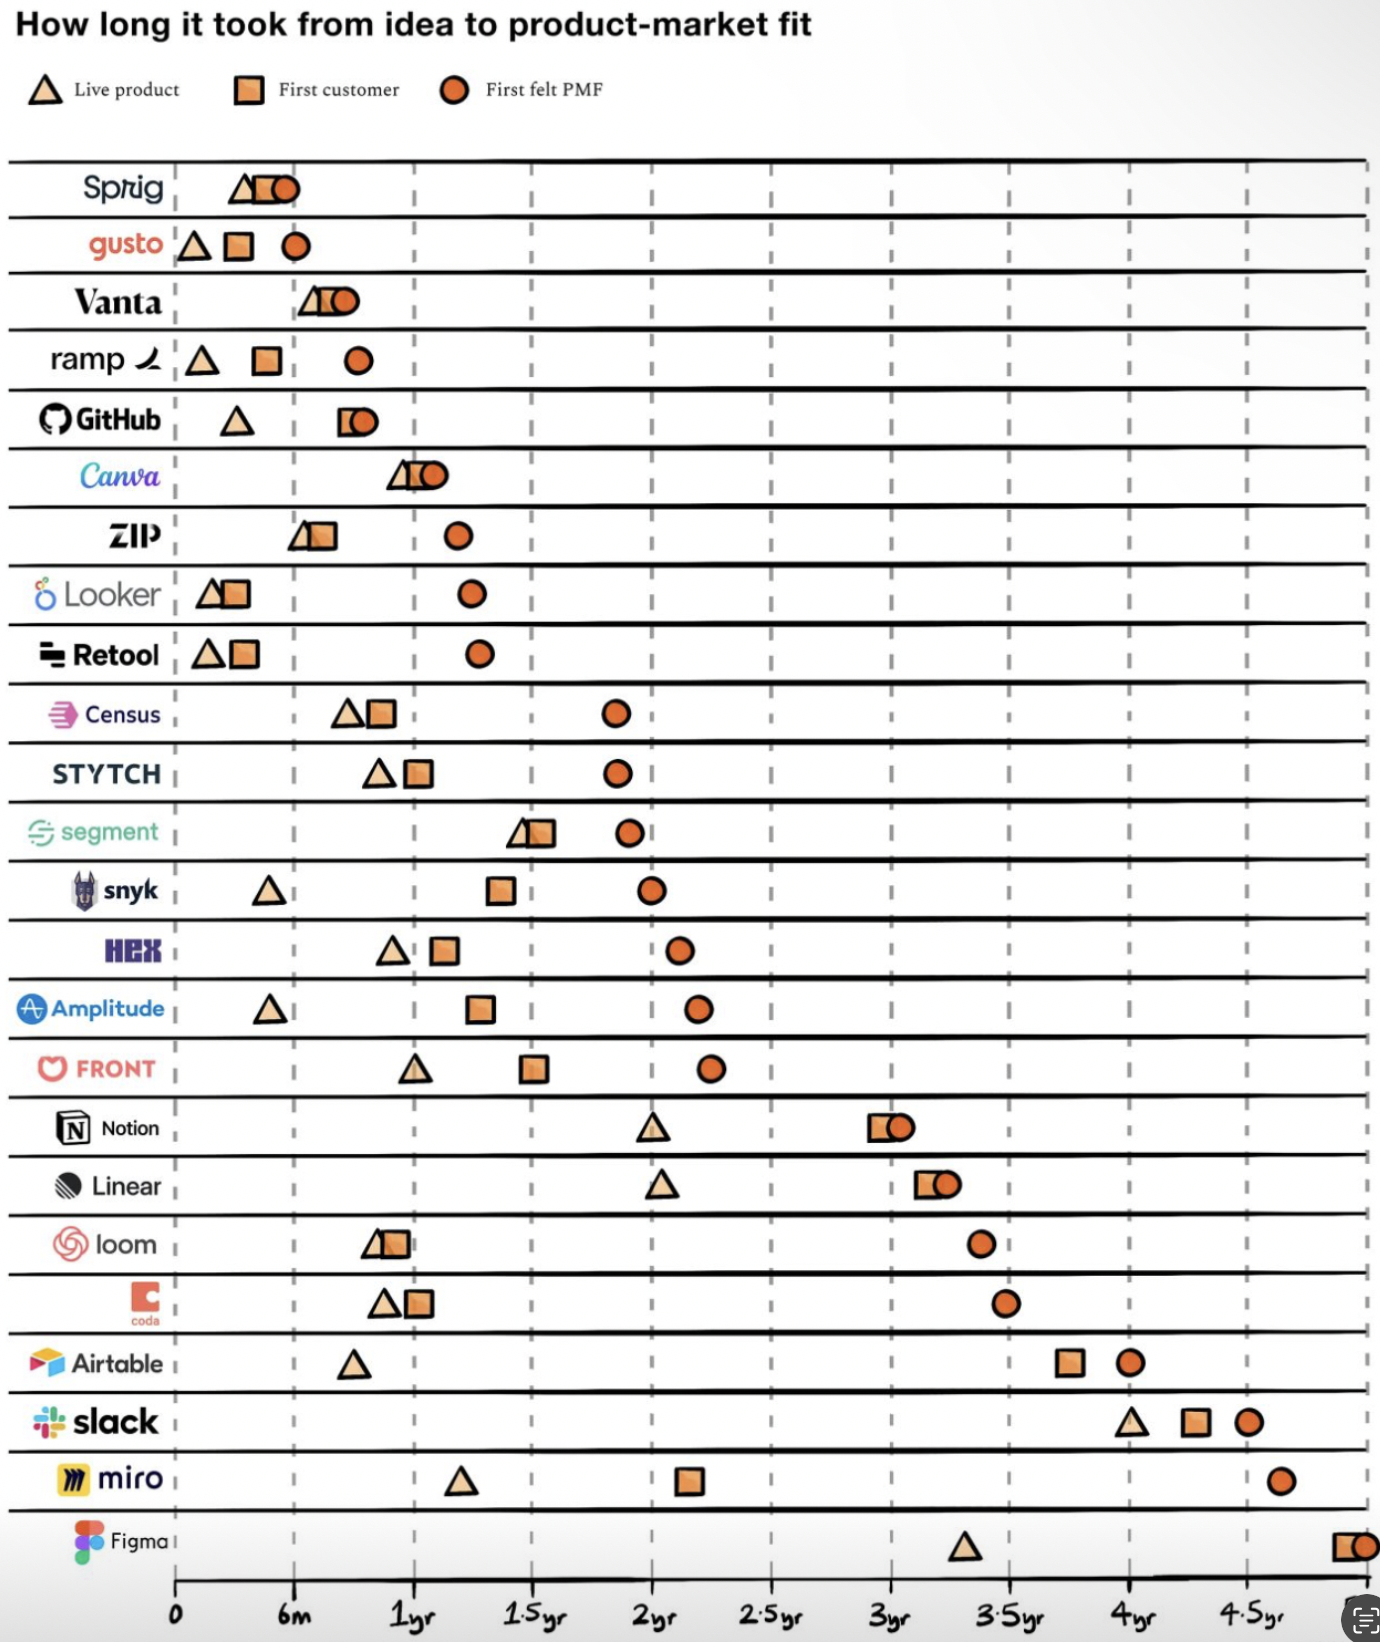 How long it took from idea to product-market fit
Live product First customer First felt PMF
Sprig
gusto
Vanta
ramp
GitHub
Canva
ZIP
Looker
Retool
Census
STYTCH
segment
snyk
HEX
Amplitude
FRONT
N Notion
Linear
loom
coda
Airtable
slack
miro
Figma
0 6m 1yr 1.5yr 2yr 2.5yr 3yr 3.5yr 4yr 4.5yr